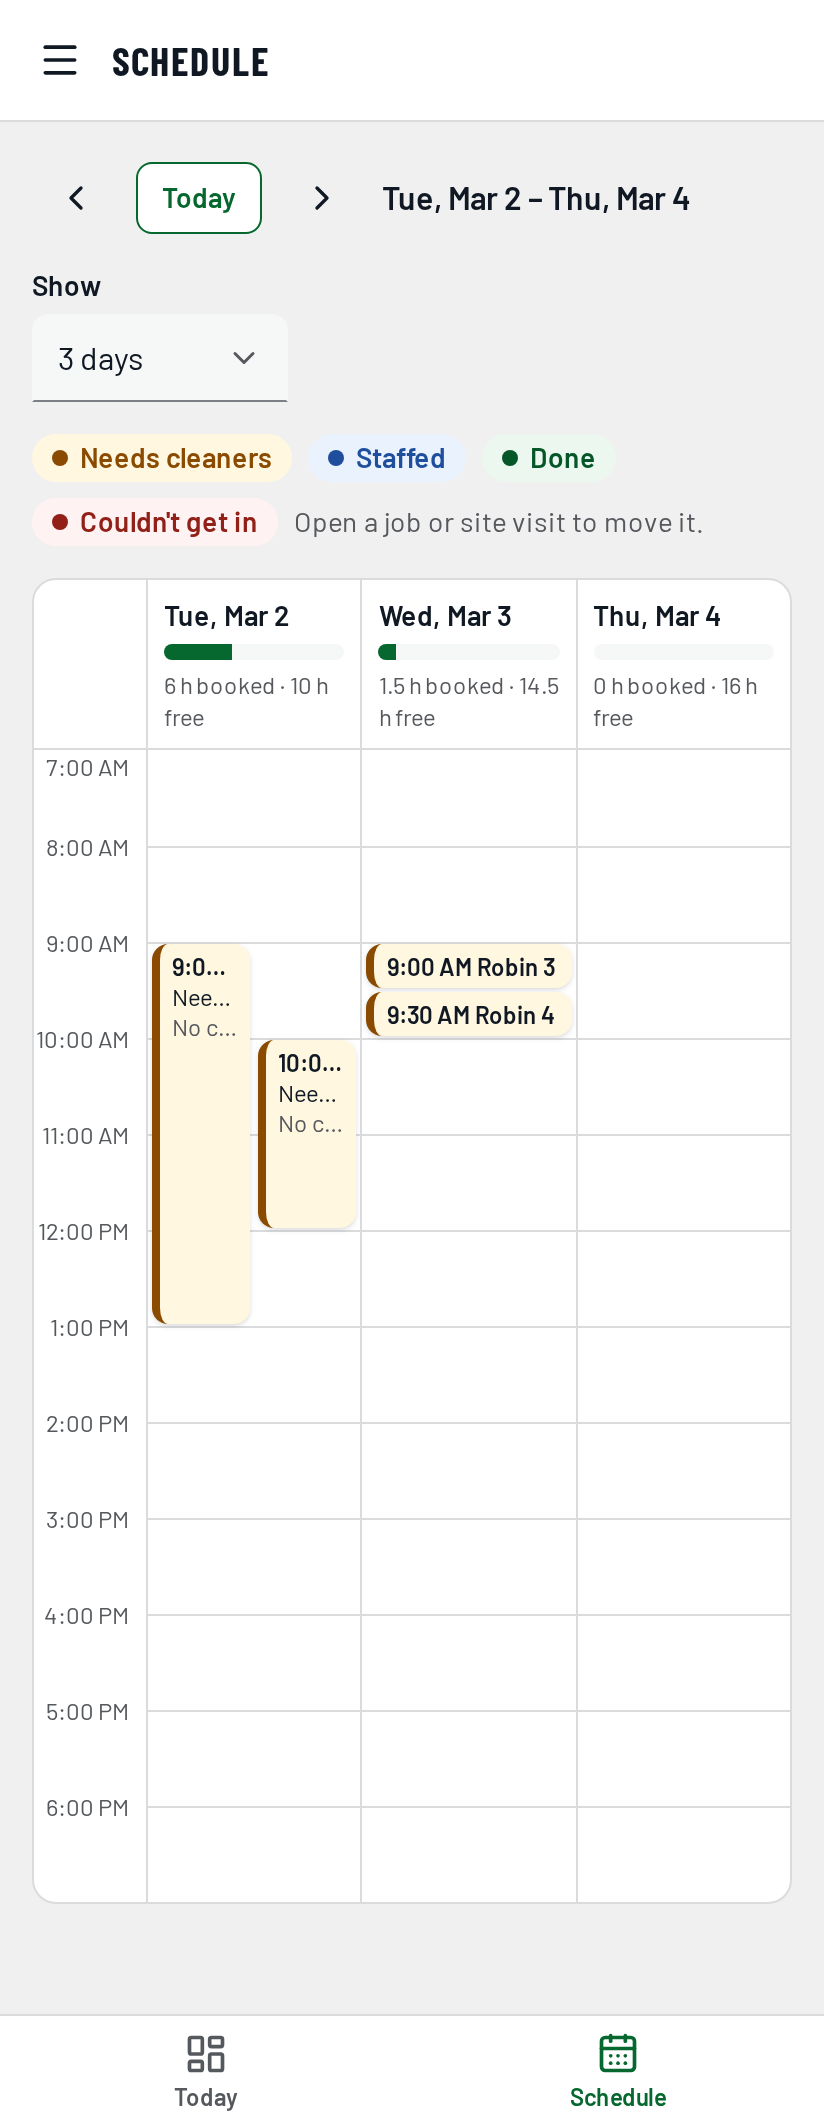 SCHEDULE
Today
Tue, Mar 2 – Thu, Mar 4
Show
3 days
Needs cleaners
Staffed
Done
Couldn't get in
Open a job or site visit to move it.
Tue, Mar 2
6 h booked · 10 h
free
Wed, Mar 3
1.5 h booked · 14.5
h free
Thu, Mar 4
0 h booked · 16 h
free
7:00 AM
8:00 AM
9:00 AM
10:00 AM
11:00 AM
12:00 PM
1:00 PM
2:00 PM
3:00 PM
4:00 PM
5:00 PM
6:00 PM
9:0...
Nee...
No c...
10:0...
Nee...
No c...
9:00 AM Robin 3
9:30 AM Robin 4
Today
Schedule